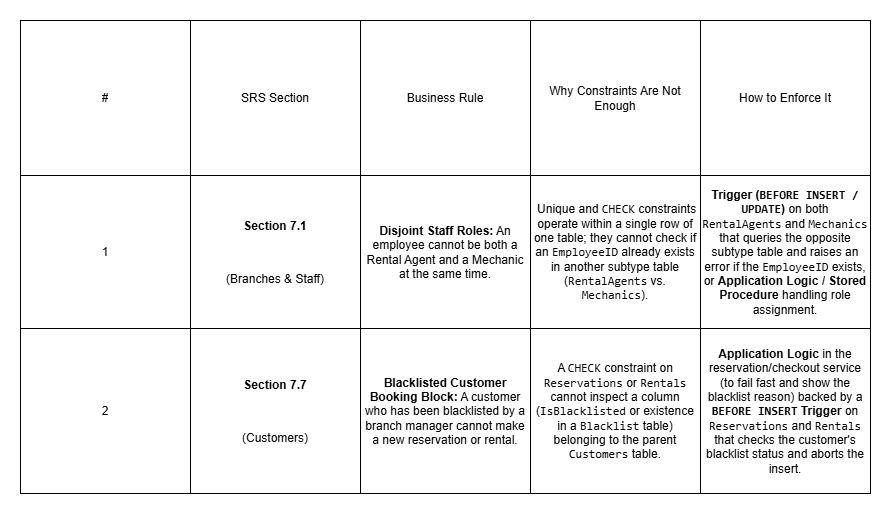 #
SRS Section
Business Rule
Why Constraints Are Not
Enough
How to Enforce It
1
Section 7.1
(Branches & Staff)
Disjoint Staff Roles: An
employee cannot be both a
Rental Agent and a Mechanic
at the same time.
Unique and CHECK constraints
operate within a single row of
one table; they cannot check if
an EmployeeID already exists
in another subtype table
(RentalAgents vs.
Mechanics).
Trigger (BEFORE INSERT /
UPDATE) on both
RentalAgents and Mechanics
that queries the opposite
subtype table and raises an
error if the EmployeeID exists,
or Application Logic / Stored
Procedure handling role
assignment.
2
Section 7.7
(Customers)
Blacklisted Customer
Booking Block: A customer
who has been blacklisted by a
branch manager cannot make
a new reservation or rental.
A CHECK constraint on
Reservations or Rentals
cannot inspect a column
(IsBlacklisted or existence
in a Blacklist table)
belonging to the parent
Customers table.
Application Logic in the
reservation/checkout service
(to fail fast and show the
blacklist reason) backed by a
BEFORE INSERT Trigger on
Reservations and Rentals
that checks the customer's
blacklist status and aborts the
insert.